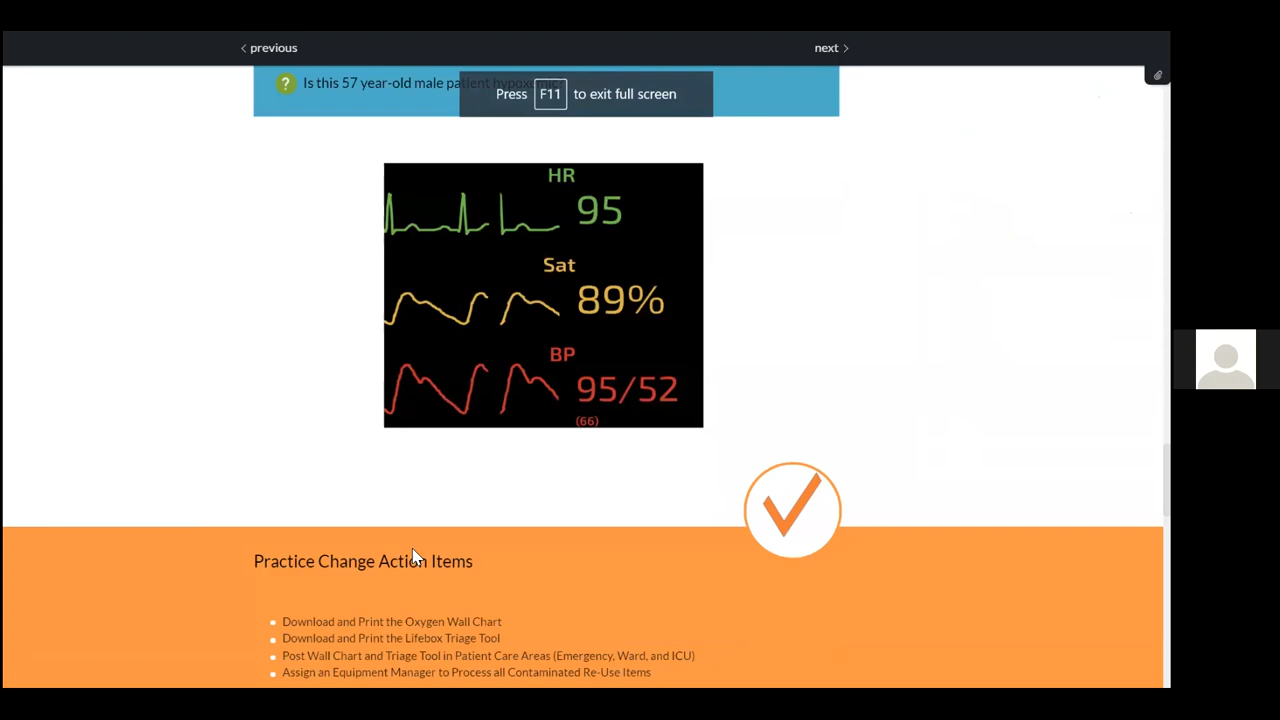 previous
next
? Is this 57 year-old male patient hypoxemic?
Press F11 to exit full screen
HR
95
Sat
89%
BP
95/52
(66)
Practice Change Action Items
Download and Print the Oxygen Wall Chart
Download and Print the Lifebox Triage Tool
Post Wall Chart and Triage Tool in Patient Care Areas (Emergency, Ward, and ICU)
Assign an Equipment Manager to Process all Contaminated Re-Use Items